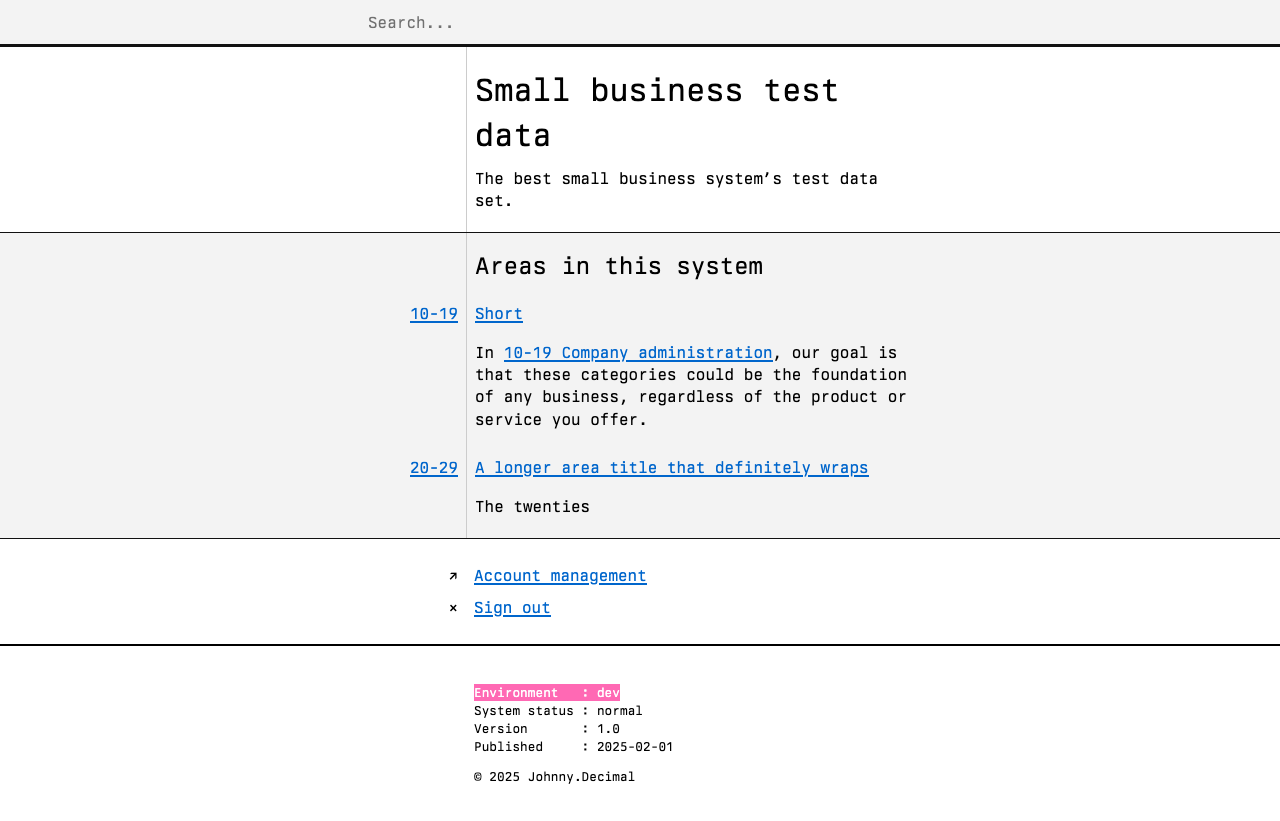 Search...
Small business test
data
The best small business system’s test data
set.
Areas in this system
10-19 Short
In 10-19 Company administration, our goal is
that these categories could be the foundation
of any business, regardless of the product or
service you offer.
20-29 A longer area title that definitely wraps
The twenties
↗ Account management
× Sign out
Environment : dev
System status : normal
Version : 1.0
Published : 2025-02-01
© 2025 Johnny.Decimal